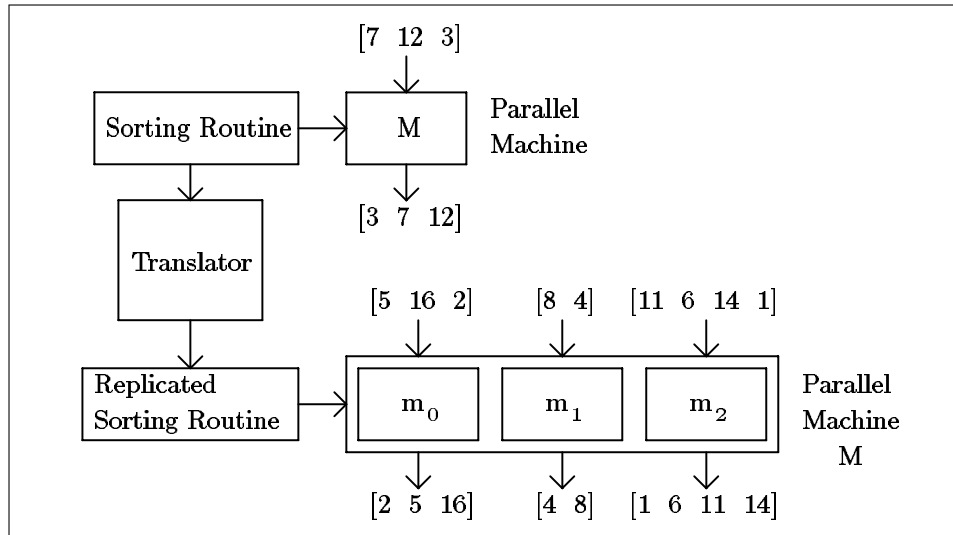 [7 12 3]
Sorting Routine
M
Parallel
Machine
[3 7 12]
Translator
[5 16 2]
[8 4]
[11 6 14 1]
Replicated
Sorting Routine
m0
m1
m2
Parallel
Machine
M
[2 5 16]
[4 8]
[1 6 11 14]